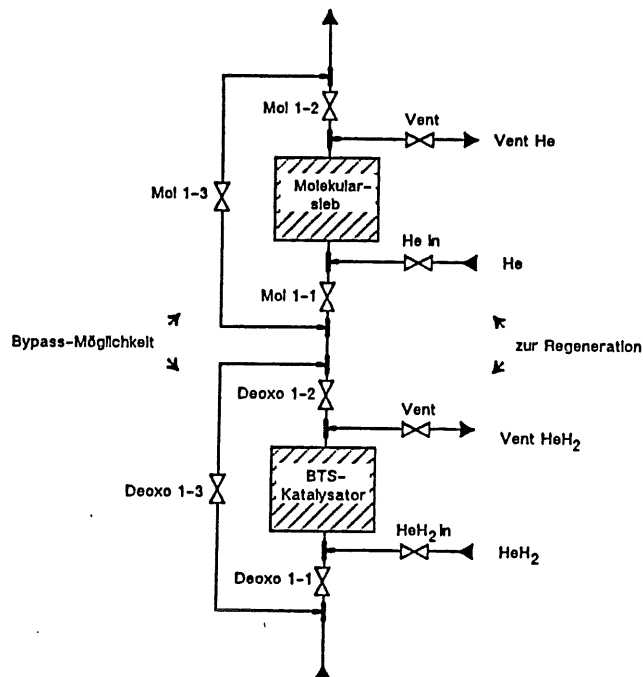 Mol 1-2
Vent
Vent He
Mol 1-3
Molekular-
sieb
He in
He
Mol 1-1
Bypass-Möglichkeit
zur Regeneration
Deoxo 1-2
Vent
Vent HeH₂
Deoxo 1-3
BTS-
Katalysator
HeH₂ in
HeH₂
Deoxo 1-1